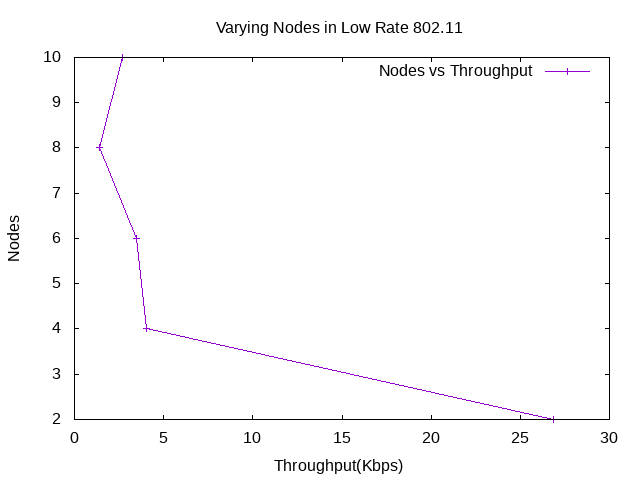 Varying Nodes in Low Rate 802.11
Nodes vs Throughput
10
9
8
7
6
5
4
3
2
Nodes
0 5 10 15 20 25 30
Throughput(Kbps)